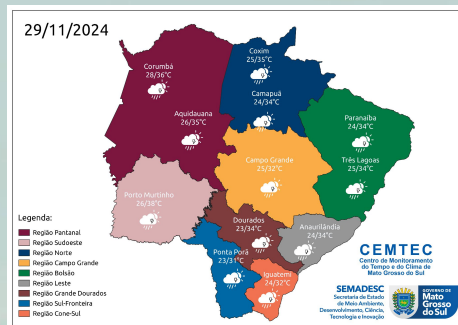 29/11/2024
Coxim
25/35°C
Corumbá
28/36°C
Camapuã
24/34°C
Aquidauana
26/35°C
Paranaíba
24/34°C
Campo Grande
25/32°C
Três Lagoas
25/34°C
Porto Murtinho
26/38°C
Dourados
23/34°C
Anaurilândia
24/34°C
Ponta Porã
23/31°C
Iguatemi
24/32°C
Legenda:
Região Pantanal
Região Sudoeste
Região Norte
Região Campo Grande
Região Bolsão
Região Leste
Região Grande Dourados
Região Sul-Fronteira
Região Cone-Sul
CEMTEC
Centro de Monitoramento
do Tempo e do Clima de
Mato Grosso do Sul
SEMADESC
Secretaria de Estado
de Meio Ambiente,
Desenvolvimento, Ciência,
Tecnologia e Inovação
GOVERNO DE
Mato
Grosso
do Sul